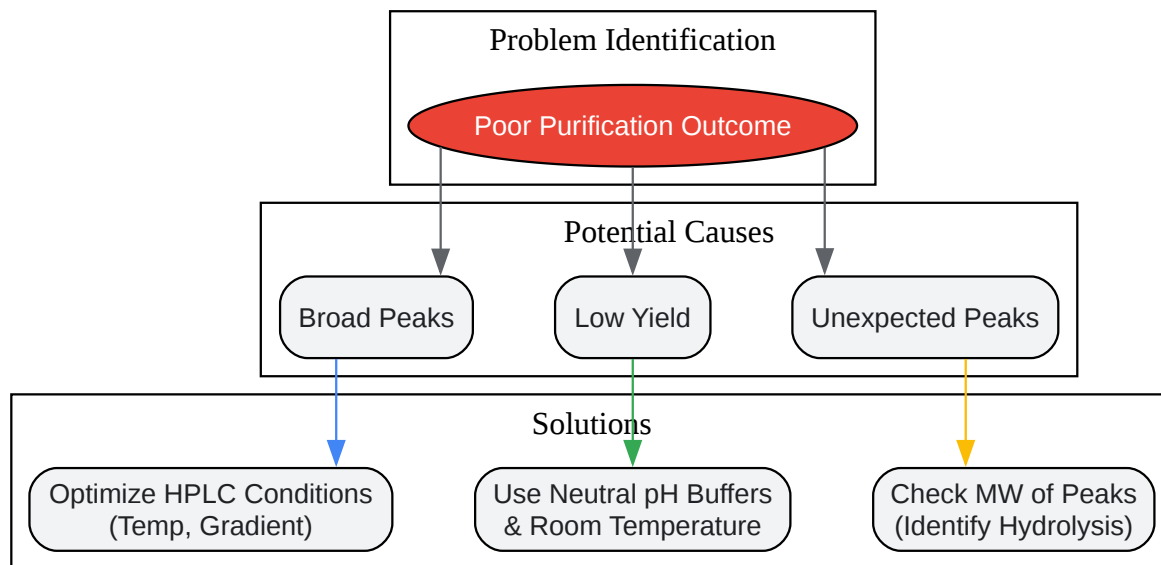 Problem Identification
Poor Purification Outcome
Potential Causes
Broad Peaks
Low Yield
Unexpected Peaks
Solutions
Optimize HPLC Conditions
(Temp, Gradient)
Use Neutral pH Buffers
& Room Temperature
Check MW of Peaks
(Identify Hydrolysis)